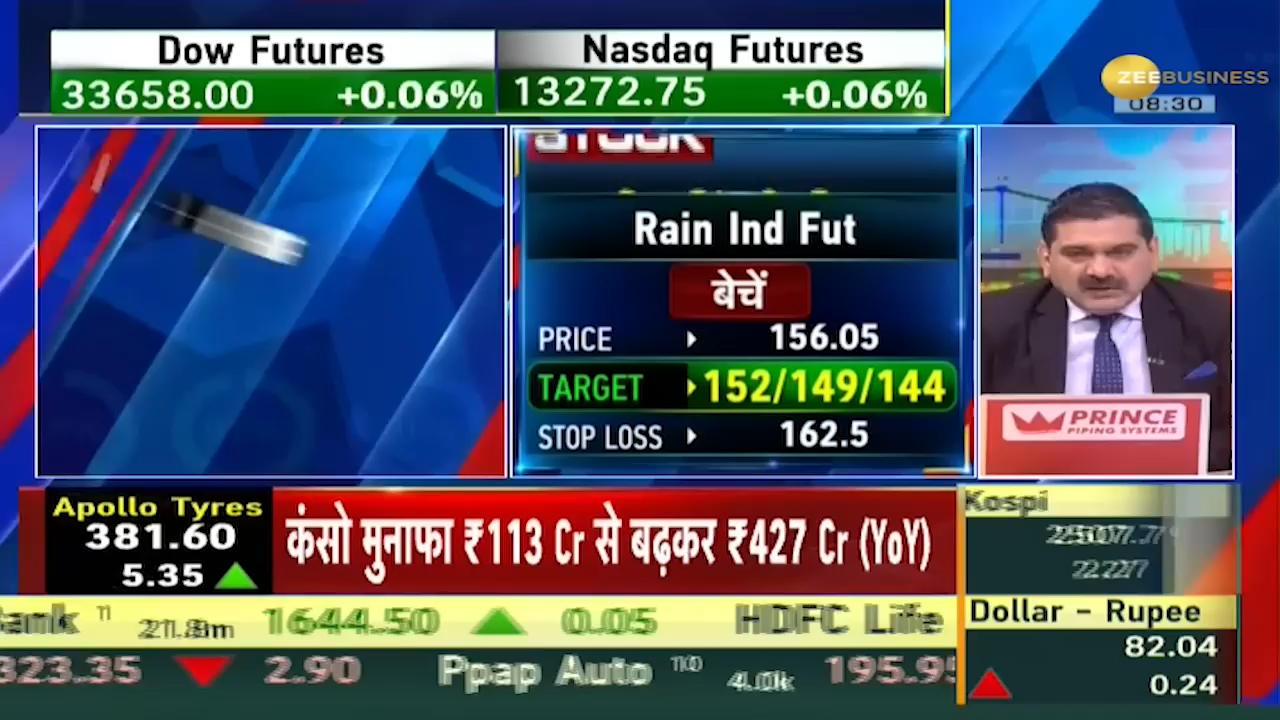 Dow Futures
33658.00 +0.06%
Nasdaq Futures
13272.75 +0.06%
ZEEBUSINESS
08:30
STOCK
Rain Ind Fut
बेचें
PRICE 156.05
TARGET 152/149/144
STOP LOSS 162.5
PRINCE
PIPING SYSTEMS
Apollo Tyres
381.60
5.35
कंसो मुनाफा ₹113 Cr से बढ़कर ₹427 Cr (YoY)
Kospi
Dollar - Rupee
82.04
0.24
1644.50 0.05 HDFC Life
323.35 2.90 Ppap Auto 4.0k 195.95